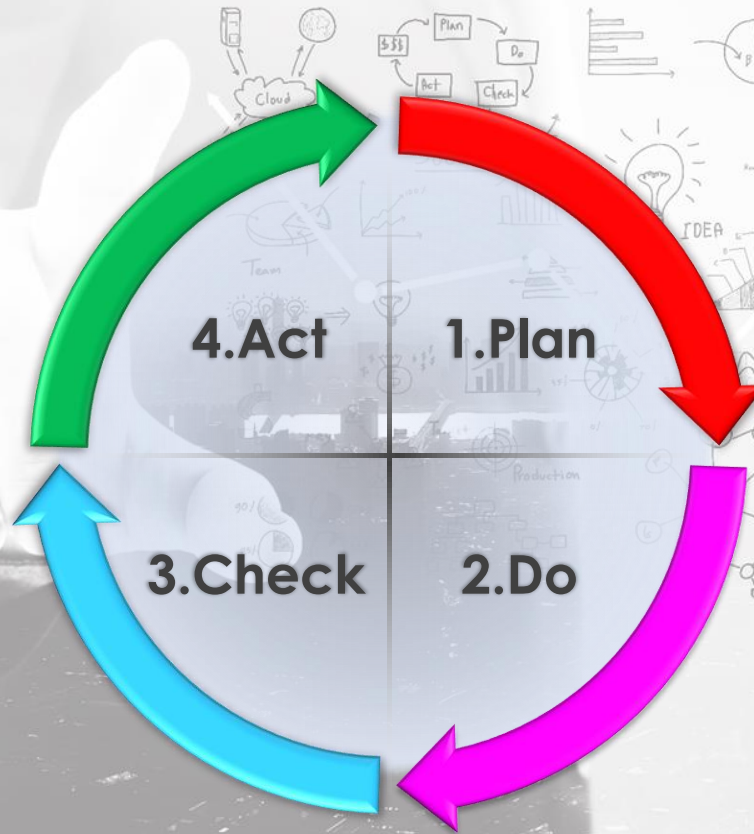 Plan
$$$
Do
Act
Check
Cloud
IDEA
Team
4.Act
1.Plan
Production
3.Check
2.Do